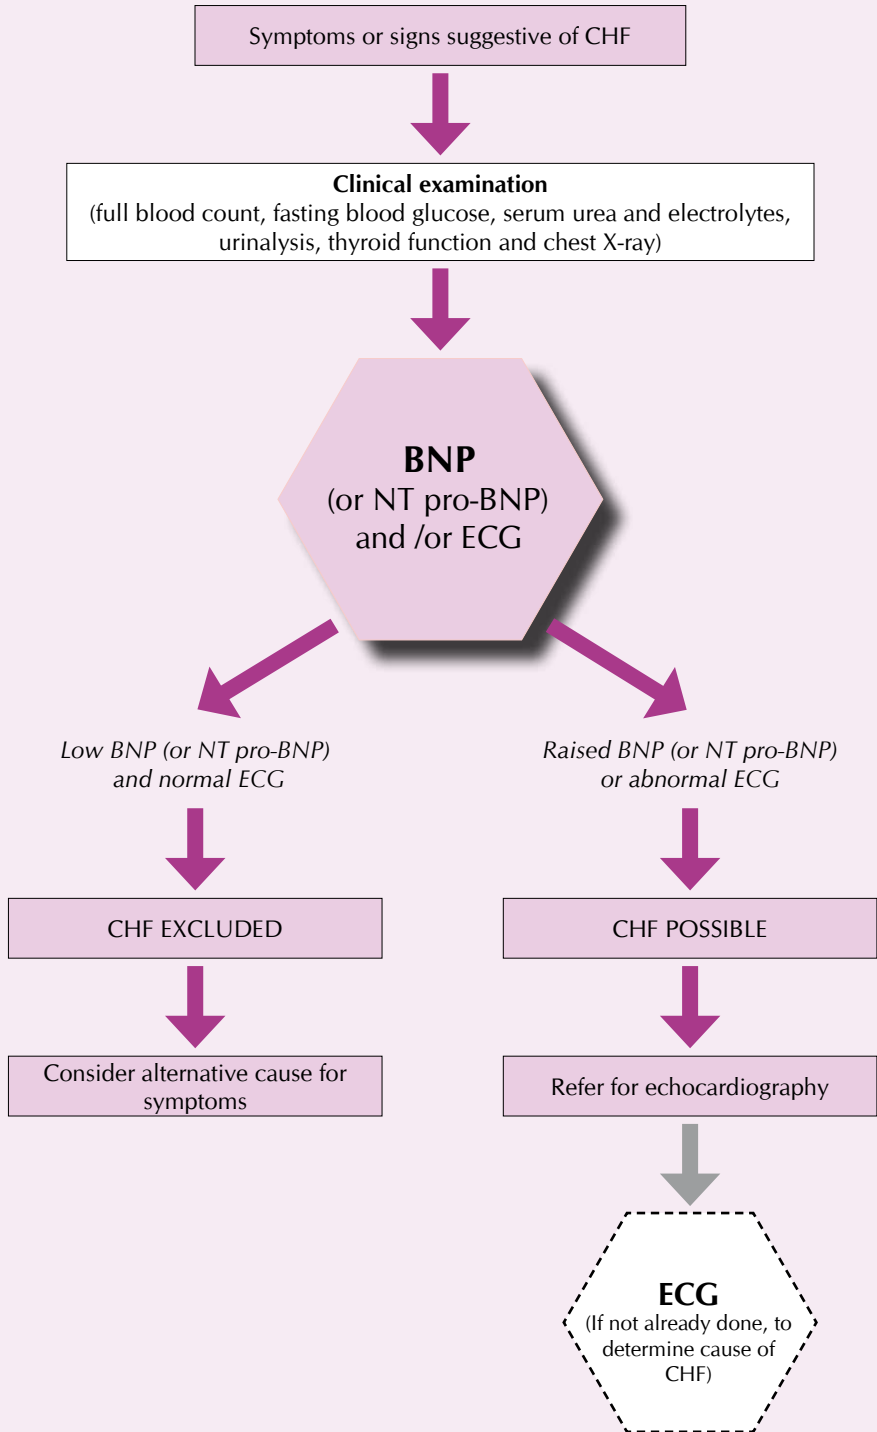 Symptoms or signs suggestive of CHF
Clinical examination
(full blood count, fasting blood glucose, serum urea and electrolytes,
urinalysis, thyroid function and chest X-ray)
BNP
(or NT pro-BNP)
and /or ECG
Low BNP (or NT pro-BNP)
and normal ECG
Raised BNP (or NT pro-BNP)
or abnormal ECG
CHF EXCLUDED
CHF POSSIBLE
Consider alternative cause for
symptoms
Refer for echocardiography
ECG
(If not already done, to
determine cause of
CHF)